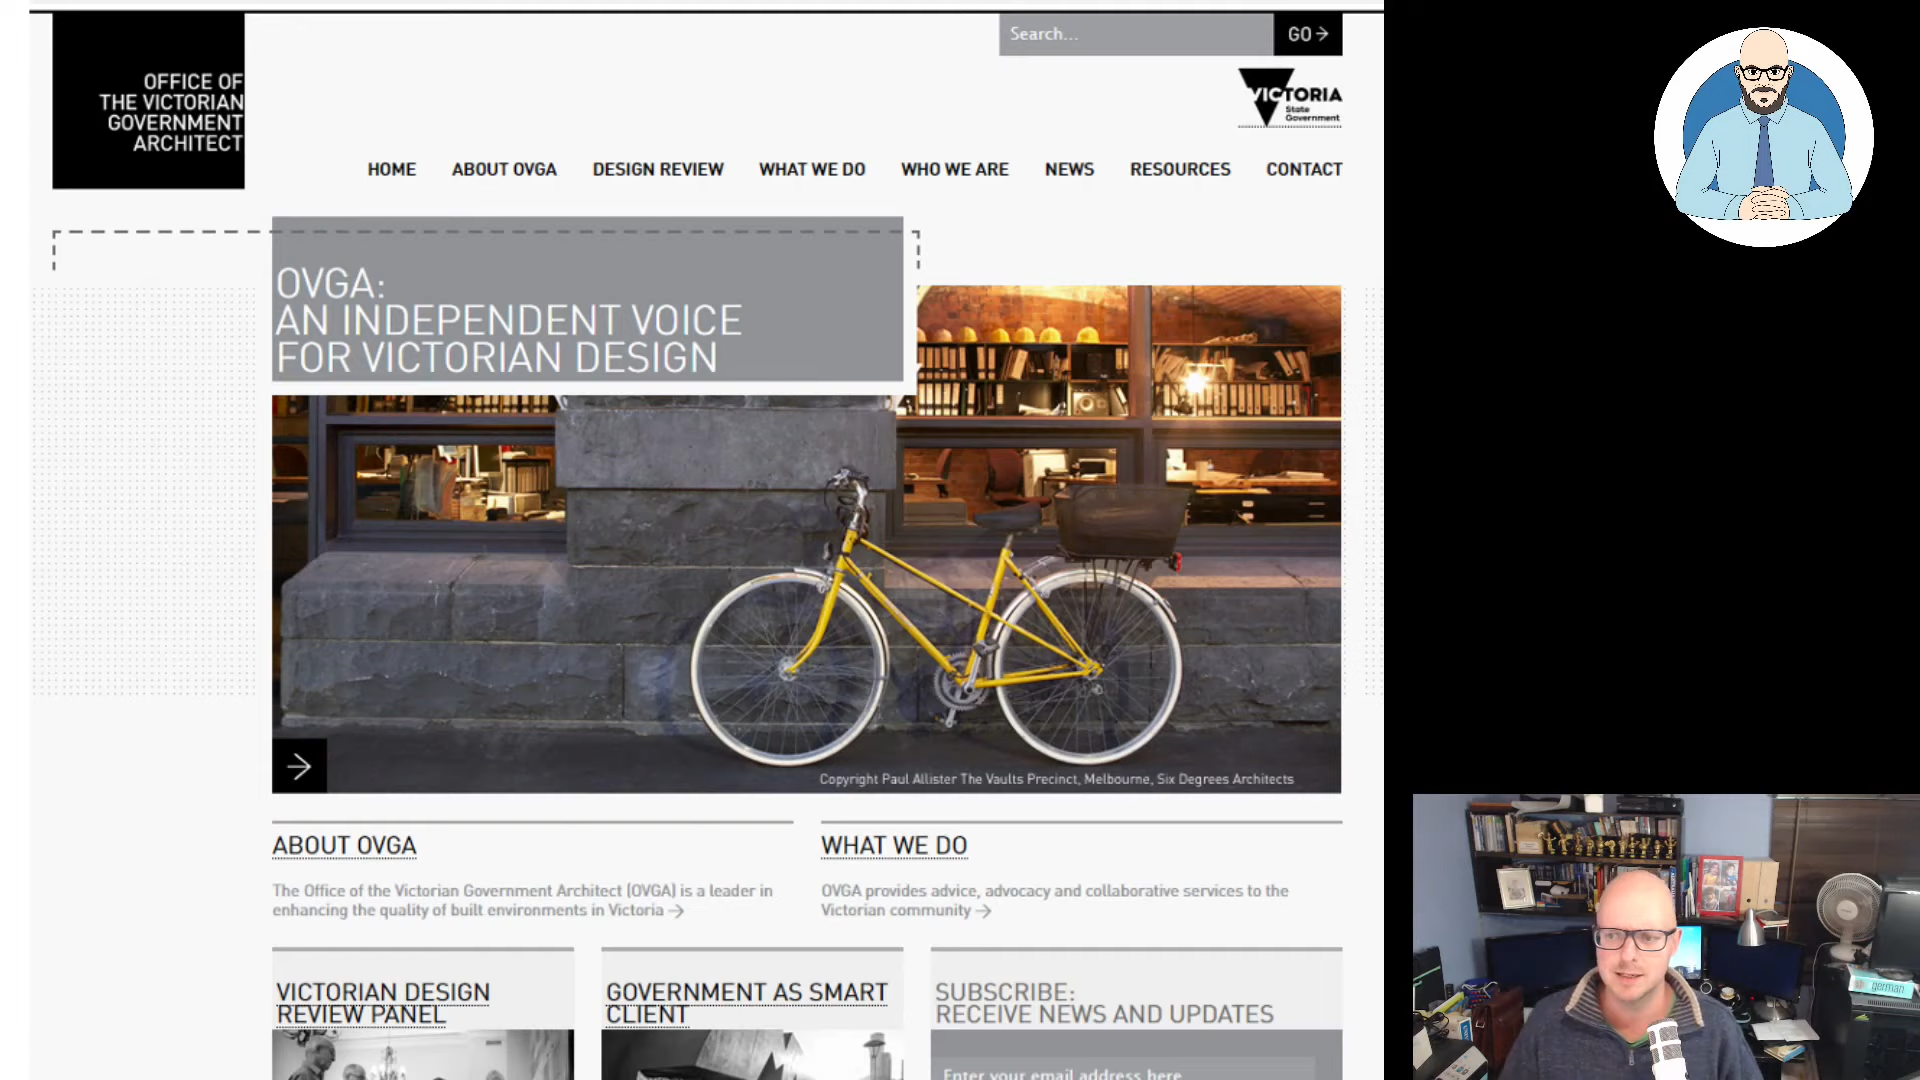 Search...
GO
OFFICE OF
THE VICTORIAN
GOVERNMENT
ARCHITECT
VICTORIA
State
Government
HOME
ABOUT OVGA
DESIGN REVIEW
WHAT WE DO
WHO WE ARE
NEWS
RESOURCES
CONTACT
OVGA:
AN INDEPENDENT VOICE
FOR VICTORIAN DESIGN
Copyright Paul Allister The Vaults Precinct, Melbourne, Six Degrees Architects
ABOUT OVGA
The Office of the Victorian Government Architect (OVGA) is a leader in
enhancing the quality of built environments in Victoria
WHAT WE DO
OVGA provides advice, advocacy and collaborative services to the
Victorian community
VICTORIAN DESIGN
REVIEW PANEL
GOVERNMENT AS SMART
CLIENT
SUBSCRIBE:
RECEIVE NEWS AND UPDATES
Enter your email address here
german